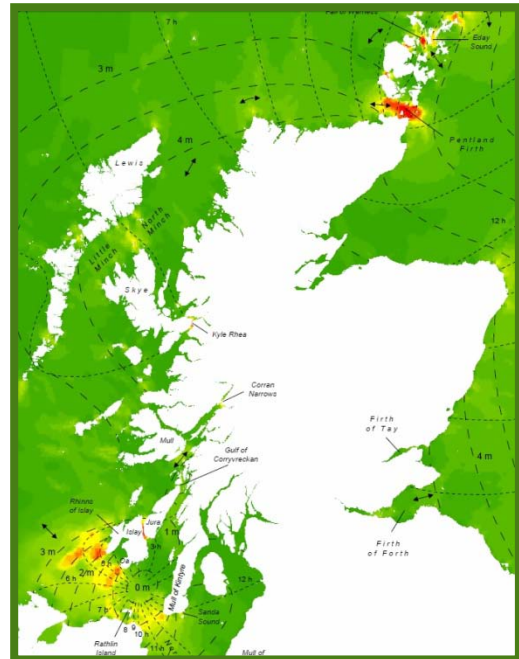 7 h
Eday
Sound
3 m
Pentland
Firth
4 m
Lewis
North
Minch
Little
Minch
12 h
Skye
Kyle Rhea
Corran
Narrows
Firth
of Tay
Mull
Gulf of
Corryvreckan
4 m
Rhinns
of Islay
Jura
Islay
1 m
Firth
of Forth
3 m
2 m
6 h
0 m
Mull of Kintyre
12 h
7 h
Sanda
Sound
8
9
10 h
11 h
Rathlin
Island
Mull of